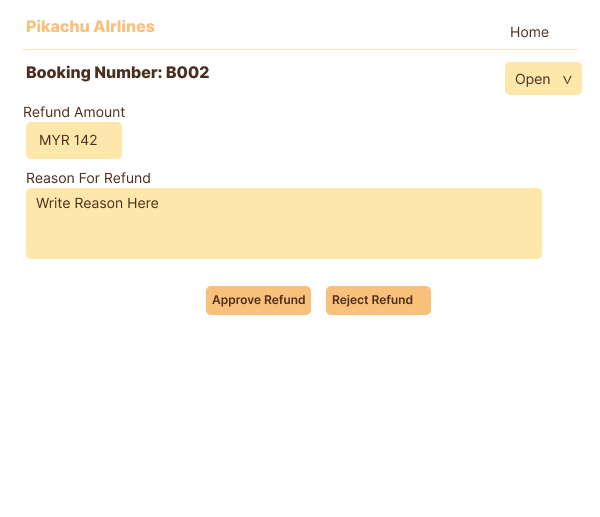 Pikachu AIrlines
Home
Booking Number: B002
Open V
Refund Amount
MYR 142
Reason For Refund
Write Reason Here
Approve Refund
Reject Refund